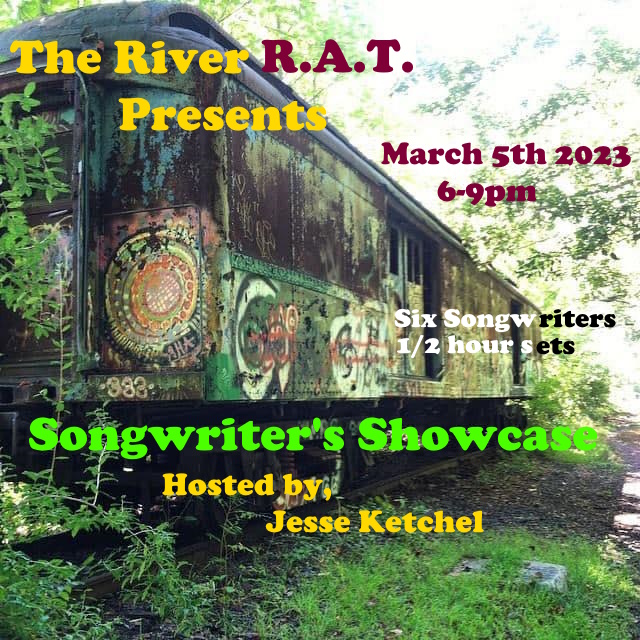 The River R.A.T.
Presents
March 5th 2023
6-9pm
Six Songwriters
1/2 hour sets
888
Songwriter's Showcase
Hosted by,
Jesse Ketchel